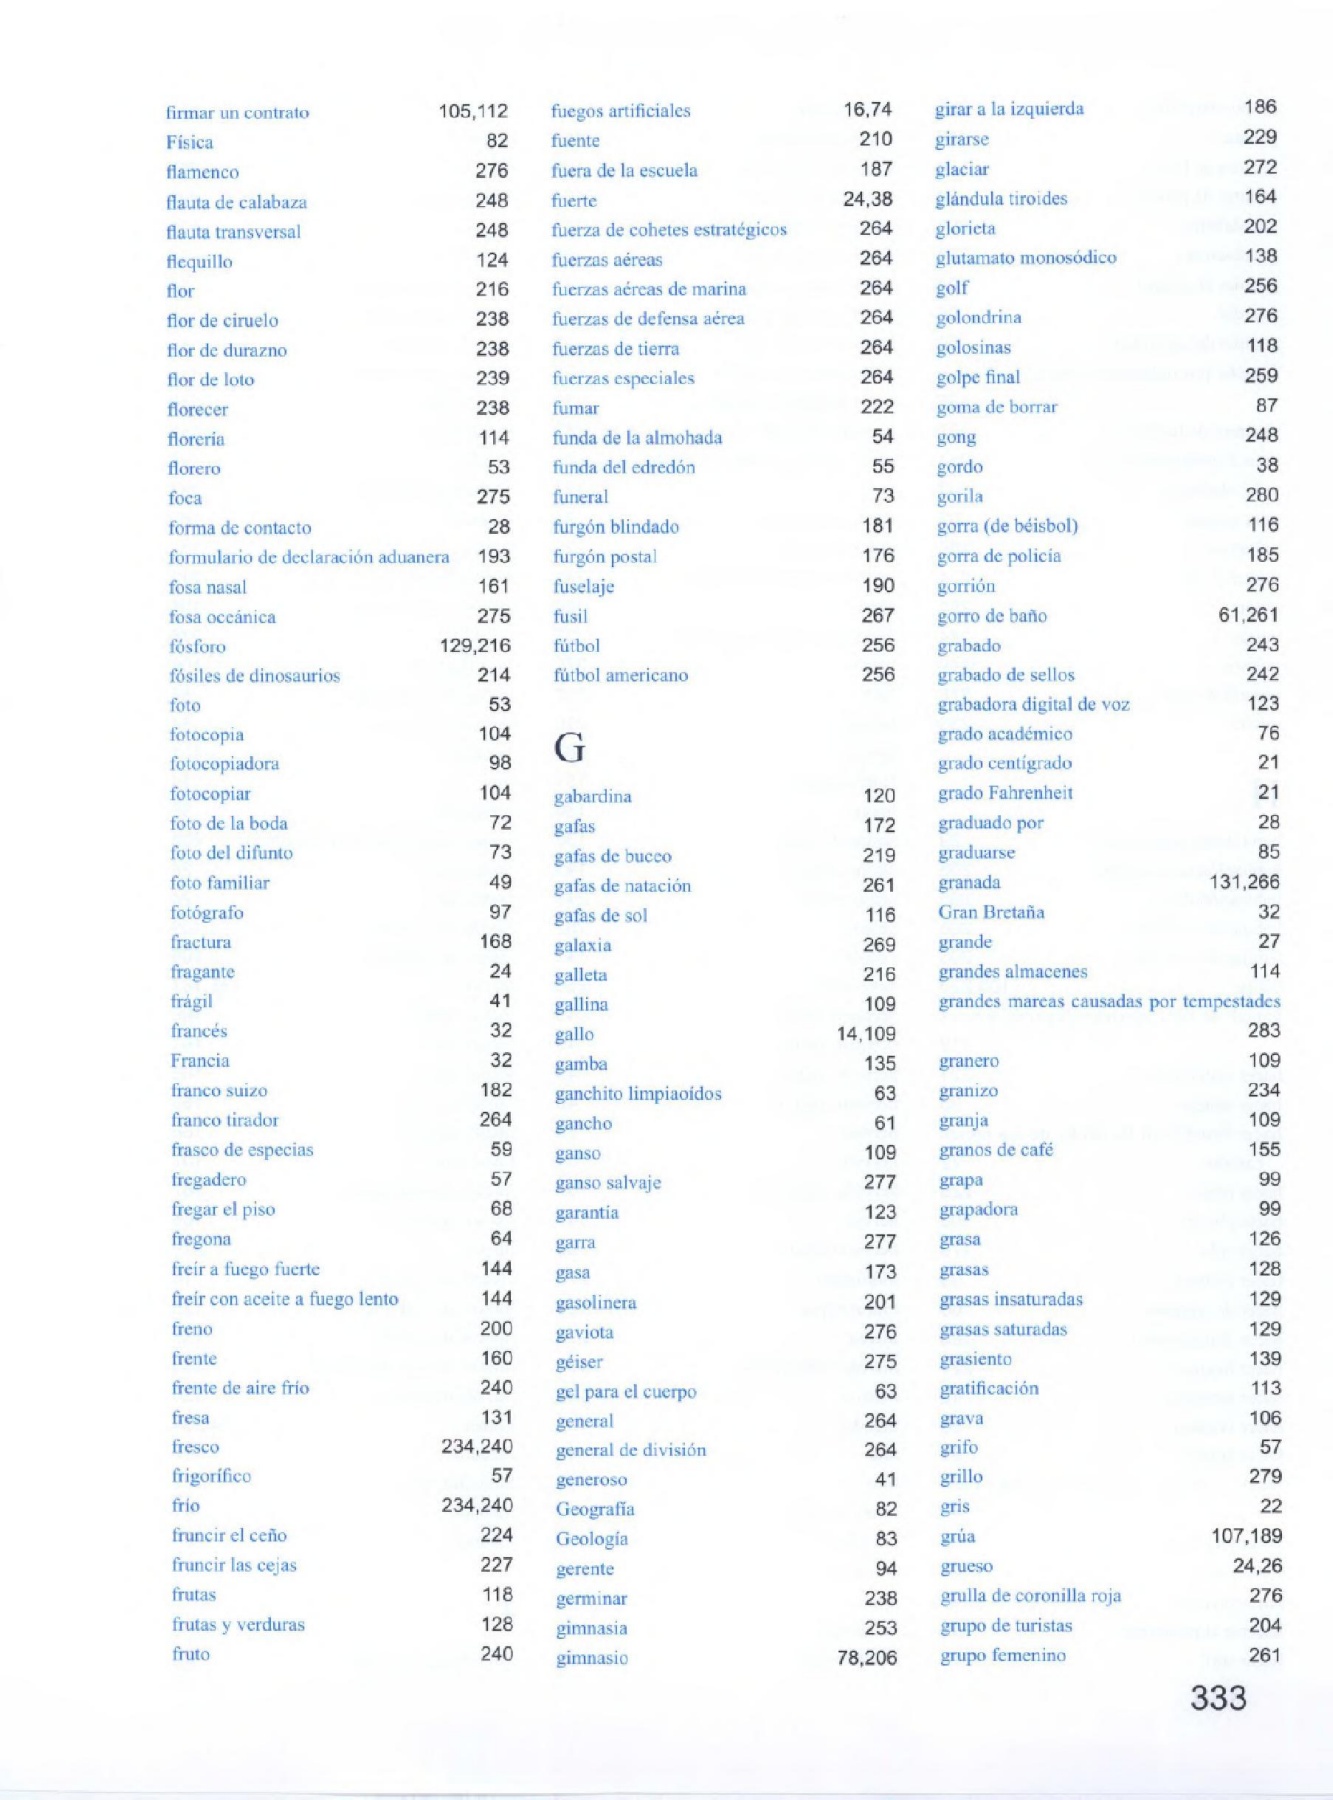 firmar un contrato 105,112
Física 82
flamenco 276
flauta de calabaza 248
flauta transversal 248
flequillo 124
flor 216
flor de ciruelo 238
flor de durazno 238
flor de loto 239
florecer 238
florería 114
florero 53
foca 275
forma de contacto 28
formulario de declaración aduanera 193
fosa nasal 161
fosa oceánica 275
fósforo 129,216
fósiles de dinosaurios 214
foto 53
fotocopia 104
fotocopiadora 98
fotocopiar 104
foto de la boda 72
foto del difunto 73
foto familiar 49
fotógrafo 97
fractura 168
fragante 24
frágil 41
francés 32
Francia 32
franco suizo 182
franco tirador 264
frasco de especias 59
fregadero 57
fregar el piso 68
fregona 64
freír a fuego fuerte 144
freír con aceite a fuego lento 144
freno 200
frente 160
frente de aire frío 240
fresa 131
fresco 234,240
frigorífico 57
frío 234,240
fruncir el ceño 224
fruncir las cejas 227
frutas 118
frutas y verduras 128
fruto 240
fuegos artificiales 16,74
fuente 210
fuera de la escuela 187
fuerte 24,38
fuerza de cohetes estratégicos 264
fuerzas aéreas 264
fuerzas aéreas de marina 264
fuerzas de defensa aérea 264
fuerzas de tierra 264
fuerzas especiales 264
fumar 222
funda de la almohada 54
funda del edredón 55
funeral 73
furgón blindado 181
furgón postal 176
fuselaje 190
fusil 267
fútbol 256
fútbol americano 256
G
gabardina 120
gafas 172
gafas de buceo 219
gafas de natación 261
gafas de sol 116
galaxia 269
galleta 216
gallina 109
gallo 14,109
gamba 135
ganchito limpiaoídos 63
gancho 61
ganso 109
ganso salvaje 277
garantía 123
garra 277
gasa 173
gasolinera 201
gaviota 276
géiser 275
gel para el cuerpo 63
general 264
general de división 264
generoso 41
Geografía 82
Geología 83
gerente 94
germinar 238
gimnasia 253
gimnasio 78,206
girar a la izquierda 186
girarse 229
glaciar 272
glándula tiroides 164
glorieta 202
glutamato monosódico 138
golf 256
golondrina 276
golosinas 118
golpe final 259
goma de borrar 87
gong 248
gordo 38
gorila 280
gorra (de béisbol) 116
gorra de policía 185
gorrión 276
gorro de baño 61,261
grabado 243
grabado de sellos 242
grabadora digital de voz 123
grado académico 76
grado centígrado 21
grado Fahrenheit 21
graduado por 28
graduarse 85
granada 131,266
Gran Bretaña 32
grande 27
grandes almacenes 114
grandes mareas causadas por tempestades
283
granero 109
granizo 234
granja 109
granos de café 155
grapa 99
grapadora 99
grasa 126
grasas 128
grasas insaturadas 129
grasas saturadas 129
grasiento 139
gratificación 113
grava 106
grifo 57
grillo 279
gris 22
grúa 107,189
grueso 24,26
grulla de coronilla roja 276
grupo de turistas 204
grupo femenino 261
333